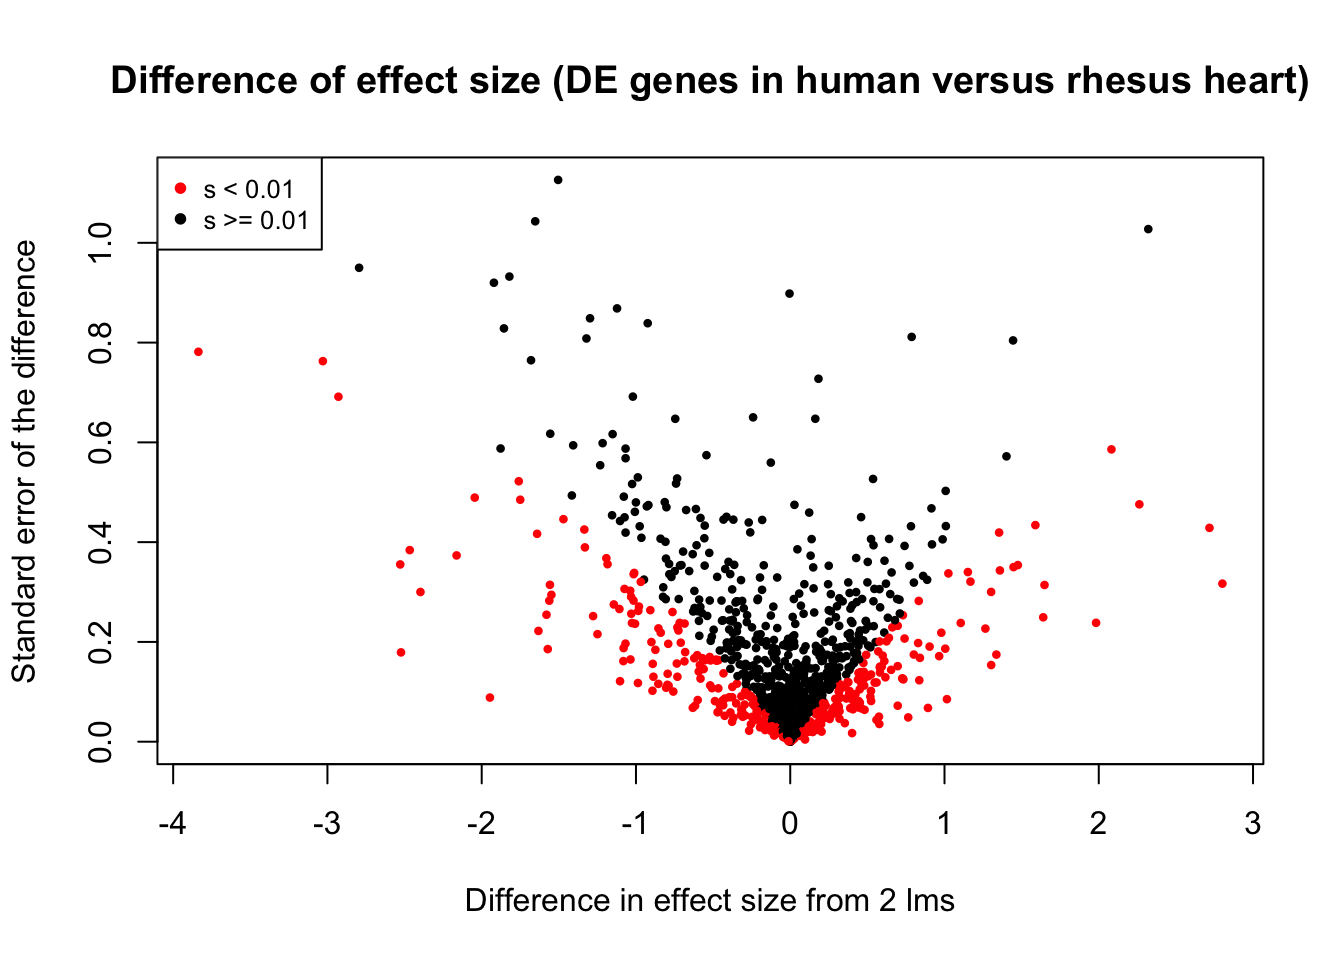 Difference of effect size (DE genes in human versus rhesus heart)
s < 0.01
s >= 0.01
Standard error of the difference
1.0
0.8
0.6
0.4
0.2
0.0
-4 -3 -2 -1 0 1 2 3
Difference in effect size from 2 lms